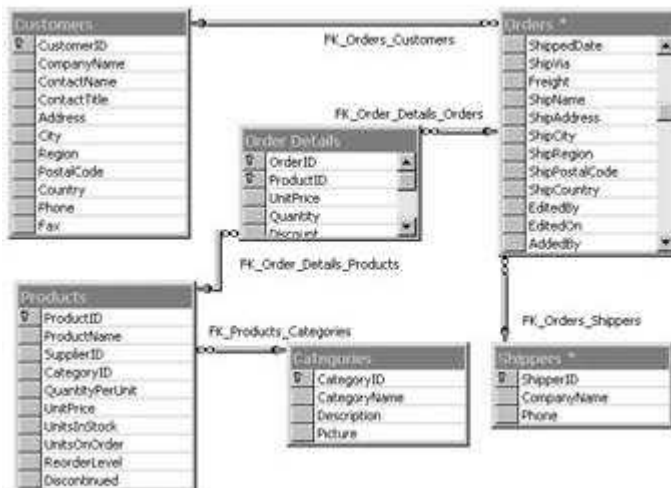 Customers
CustomerID
CompanyName
ContactName
ContactTitle
Address
City
Region
PostalCode
Country
Phone
Fax
FK_Orders_Customers
Orders *
ShippedDate
ShipVia
Freight
ShipName
ShipAddress
ShipCity
ShipRegion
ShipPostalCode
ShipCountry
EditedBy
EditedOn
AddedBy
FK_Order_Details_Orders
Order Details
OrderID
ProductID
UnitPrice
Quantity
Discount
FK_Order_Details_Products
Products
ProductID
ProductName
SupplierID
CategoryID
QuantityPerUnit
UnitPrice
UnitsInStock
UnitsOnOrder
ReorderLevel
Discontinued
FK_Products_Categories
Categories
CategoryID
CategoryName
Description
Picture
FK_Orders_Shippers
Shippers *
ShipperID
CompanyName
Phone